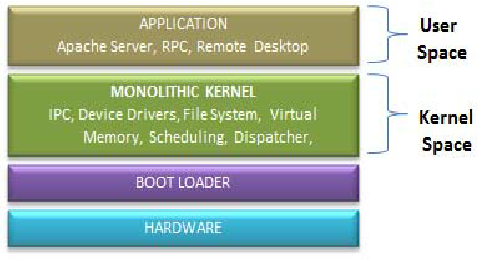 APPLICATION
Apache Server, RPC, Remote Desktop
User
Space
MONOLITHIC KERNEL
IPC, Device Drivers, File System, Virtual
Memory, Scheduling, Dispatcher,
Kernel
Space
BOOT LOADER
HARDWARE